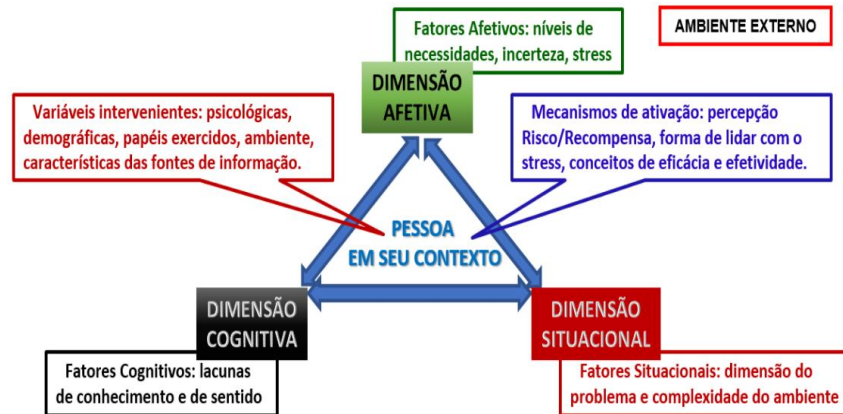 Fatores Afetivos: níveis de
necessidades, incerteza, stress
AMBIENTE EXTERNO
DIMENSÃO
AFETIVA
Variáveis intervenientes: psicológicas,
demográficas, papéis exercidos, ambiente,
características das fontes de informação.
Mecanismos de ativação: percepção
Risco/Recompensa, forma de lidar com o
stress, conceitos de eficácia e efetividade.
PESSOA
EM SEU CONTEXTO
DIMENSÃO
COGNITIVA
DIMENSÃO
SITUACIONAL
Fatores Cognitivos: lacunas
de conhecimento e de sentido
Fatores Situacionais: dimensão do
problema e complexidade do ambiente